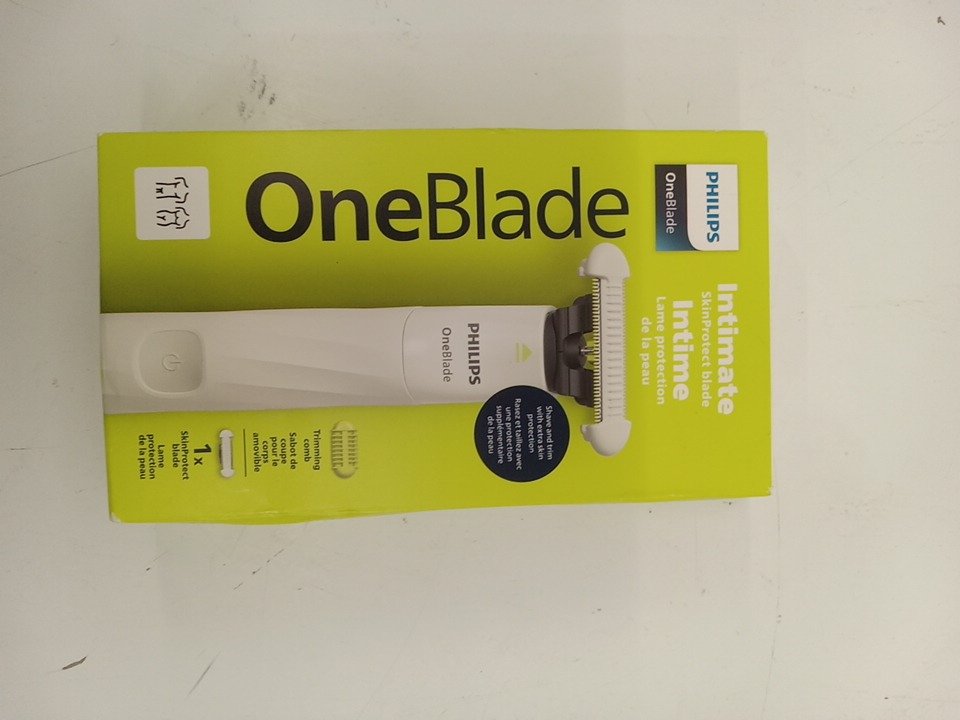 PHILIPS
OneBlade
Intimate
SkinProtect blade
Intime
Lame protection
de la peau
OneBlade
PHILIPS
OneBlade
Shave and trim
with extra skin
protection
Rasez et taillez avec
une protection
supplémentaire
de la peau
Trimming
comb
Sabot de
coupe
pour le
corps
amovible
1x
SkinProtect
blade
Lame
protection
de la peau